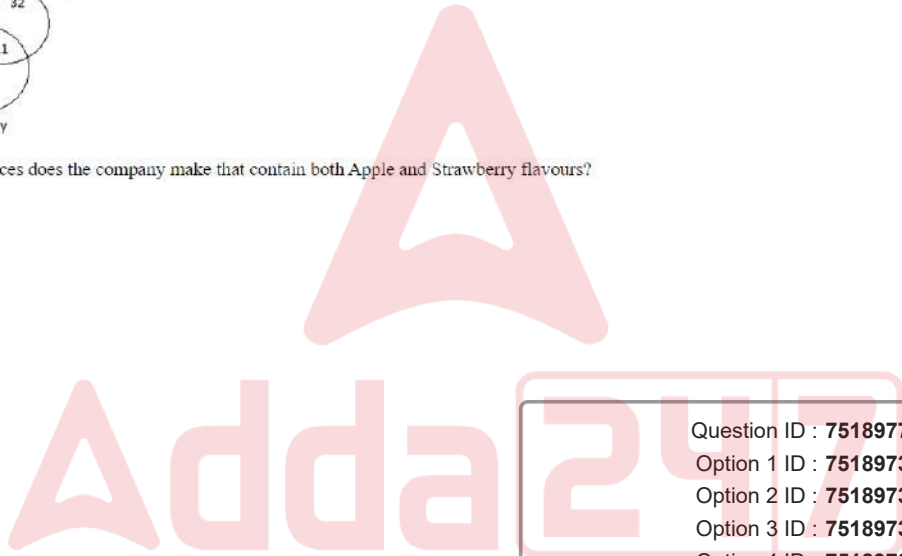 32
1
y
ces does the company make that contain both Apple and Strawberry flavours?
Adda247
Question ID : 7518977
Option 1 ID : 7518973
Option 2 ID : 7518973
Option 3 ID : 7518973